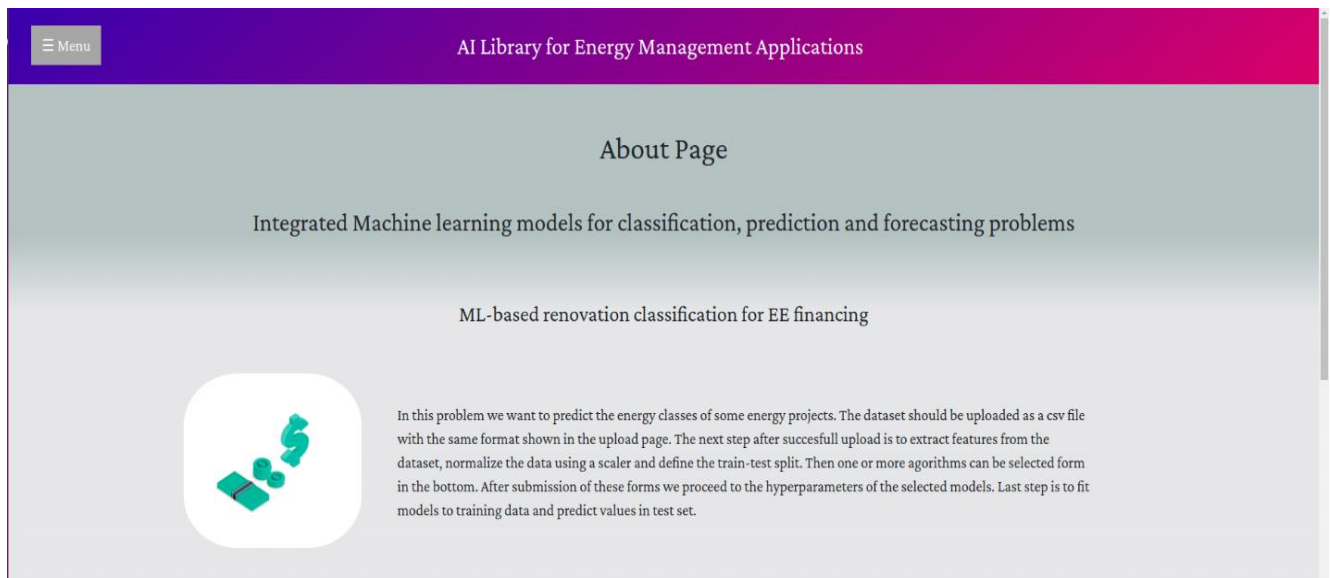 ☰ Menu
AI Library for Energy Management Applications
About Page
Integrated Machine learning models for classification, prediction and forecasting problems
ML-based renovation classification for EE financing
In this problem we want to predict the energy classes of some energy projects. The dataset should be uploaded as a csv file
with the same format shown in the upload page. The next step after succesfull upload is to extract features from the
dataset, normalize the data using a scaler and define the train-test split. Then one or more agorithms can be selected form
in the bottom. After submission of these forms we proceed to the hyperparameters of the selected models. Last step is to fit
models to training data and predict values in test set.